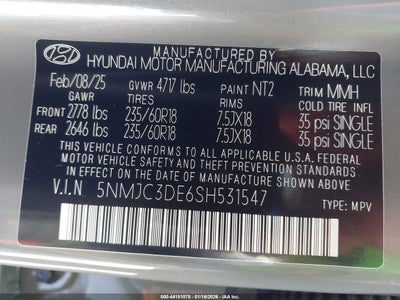 MANUFACTURED BY
HYUNDAI MOTOR MANUFACTURING ALABAMA, LLC
Feb/08/25 GVWR 4717 lbs PAINT NT2 TRIM MMH
GAWR TIRES RIMS COLD TIRE INFL
FRONT 2778 lbs 235/60R18 7.5JX18 35 psi SINGLE
REAR 2646 lbs 235/60R18 7.5JX18 35 psi SINGLE
THIS VEHICLE CONFORMS TO ALL APPLICABLE U.S.A FEDERAL
MOTOR VEHICLE SAFETY, BUMPER, AND THEFT PREVENTION STANDARDS
IN EFFECT ON THE DATE OF MANUFACTURE SHOWN ABOVE.
V.I.N 5NMJC3DE6SH531547
TYPE: MPV
000-44181078 - 01/16/2026 - IAA Inc.